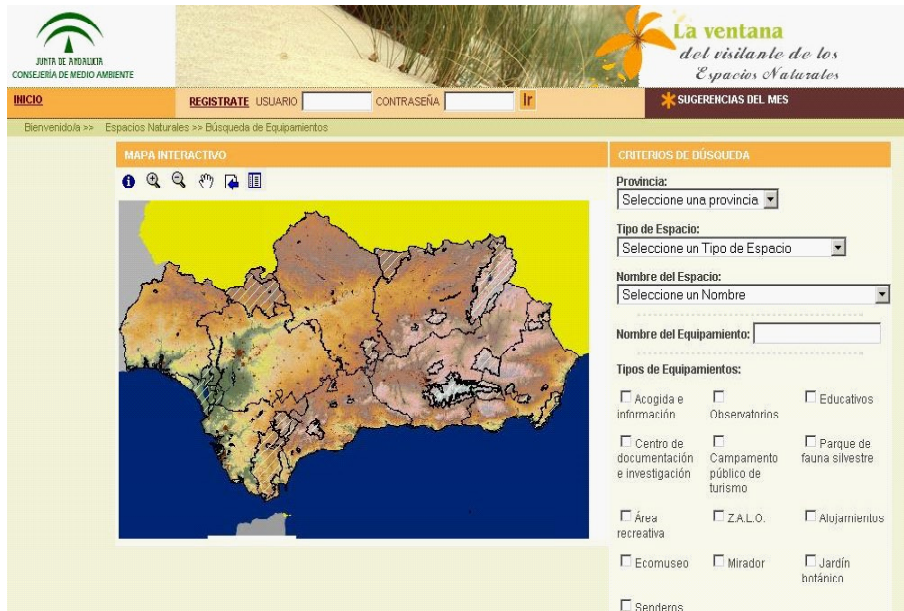 La ventana
del visitante de los
Espacios Naturales
JUNTA DE ANDALUCIA
CONSEJERÍA DE MEDIO AMBIENTE
INICIO
REGISTRATE USUARIO CONTRASEÑA Ir
SUGERENCIAS DEL MES
Bienvenido/a >> Espacios Naturales >> Búsqueda de Equipamientos
MAPA INTERACTIVO
CRITERIOS DE BÚSQUEDA
Provincia:
Seleccione una provincia
Tipo de Espacio:
Seleccione un Tipo de Espacio
Nombre del Espacio:
Seleccione un Nombre
Nombre del Equipamiento:
Tipos de Equipamientos:
Acogida e
información
Observatorios
Educativos
Centro de
documentación
e investigación
Campamento
público de
turismo
Parque de
fauna silvestre
Área
recreativa
Z.A.L.O.
Alojamientos
Ecomuseo
Mirador
Jardín
botánico
Senderos